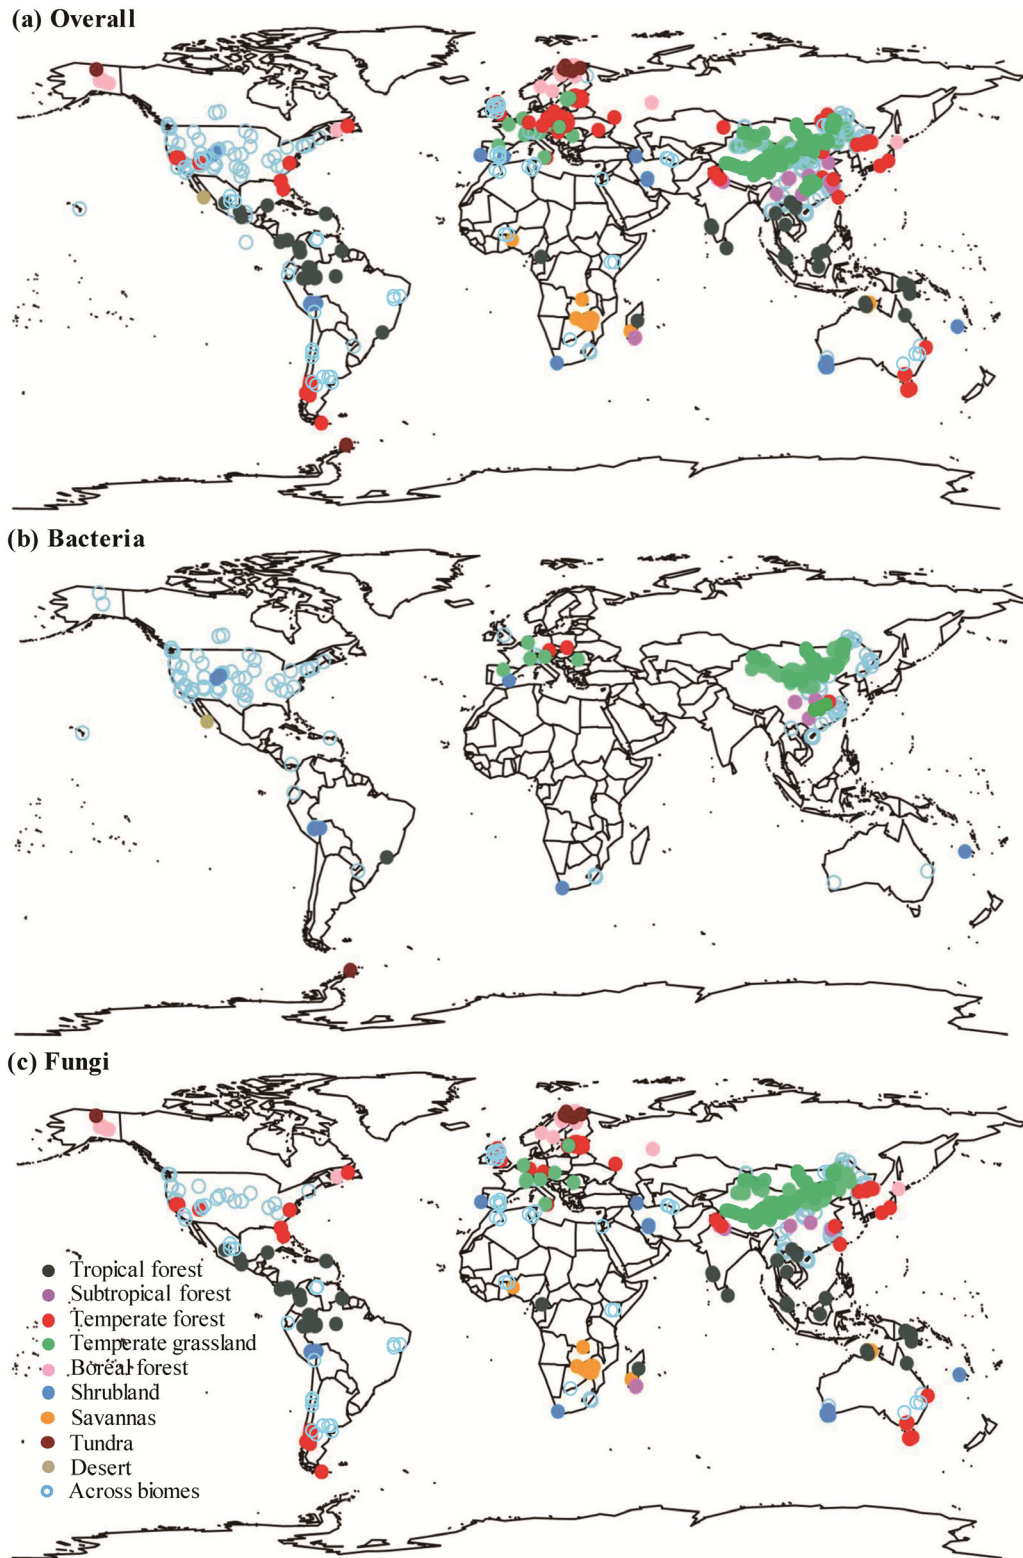 (a) Overall
(b) Bacteria
(c) Fungi
Tropical forest
Subtropical forest
Temperate forest
Temperate grassland
Boreal forest
Shrubland
Savannas
Tundra
Desert
Across biomes